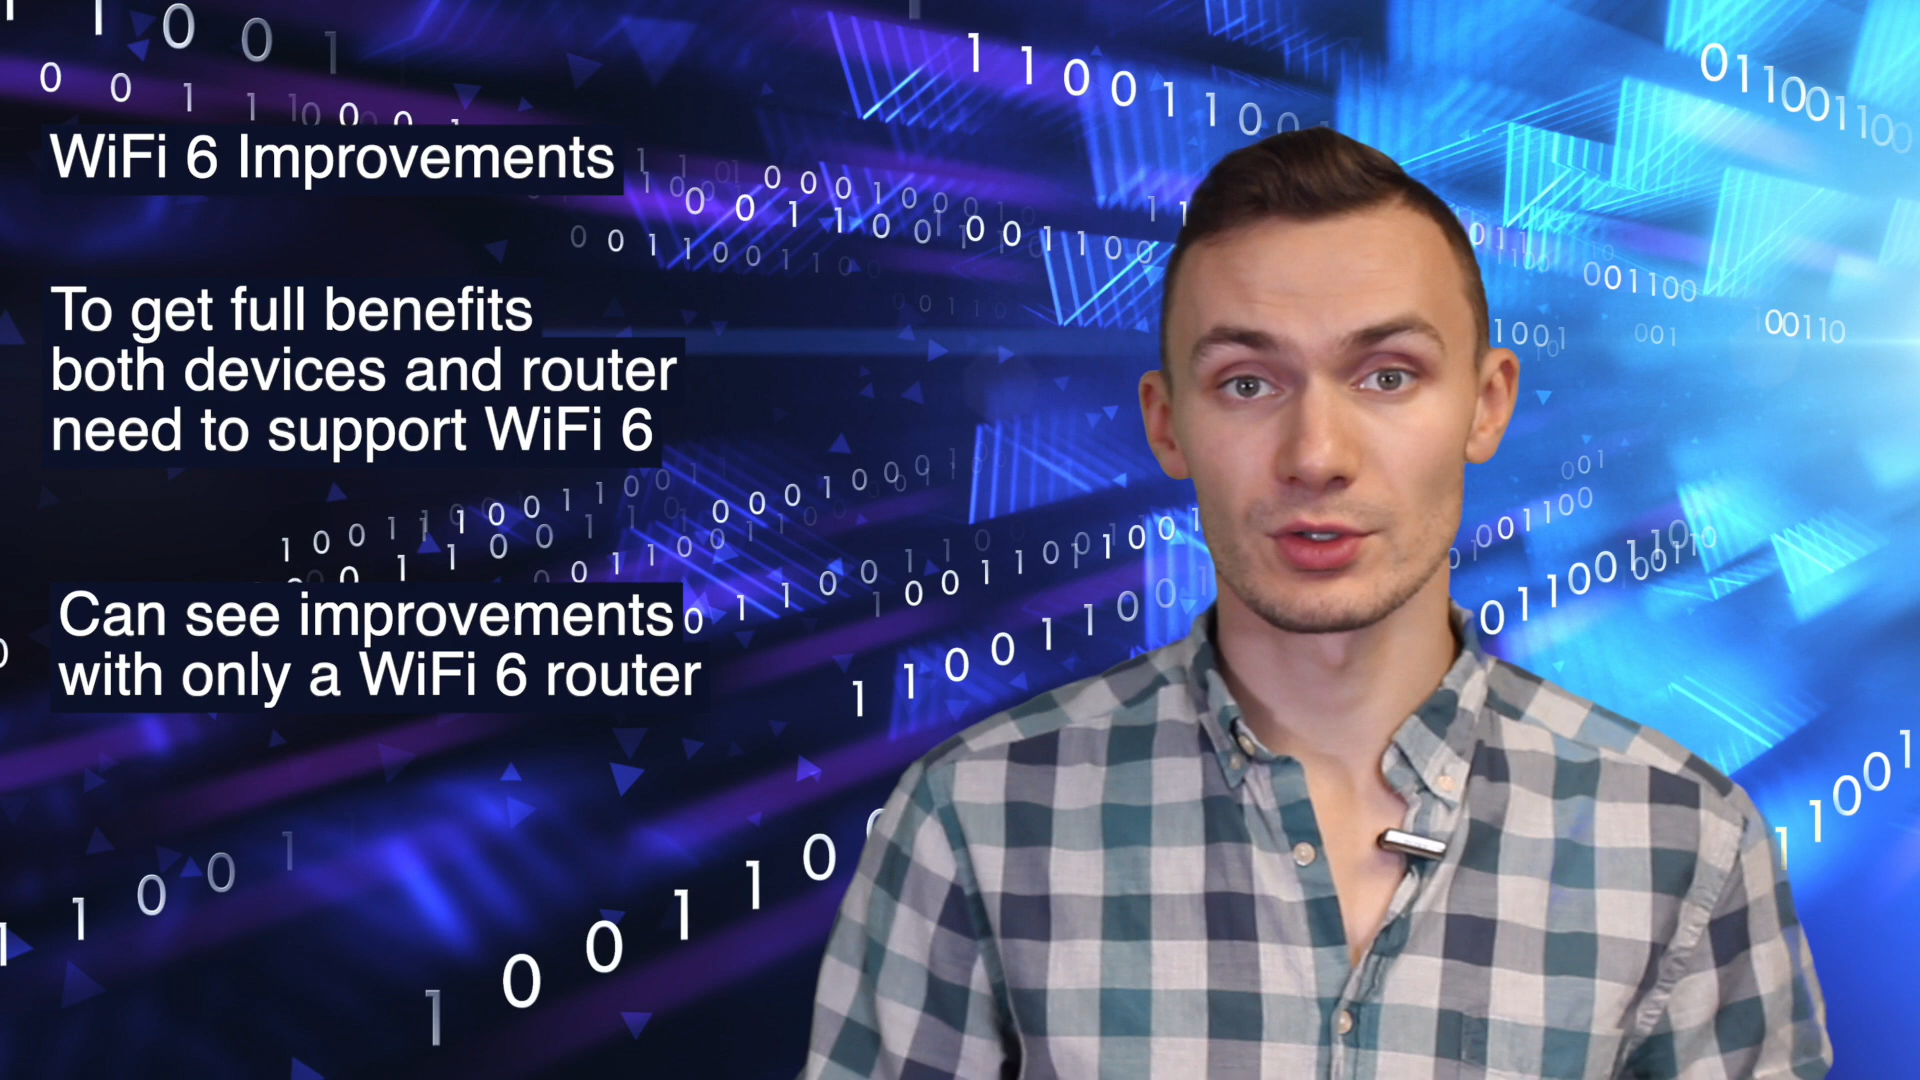 WiFi 6 Improvements
To get full benefits
both devices and router
need to support WiFi 6
Can see improvements
with only a WiFi 6 router